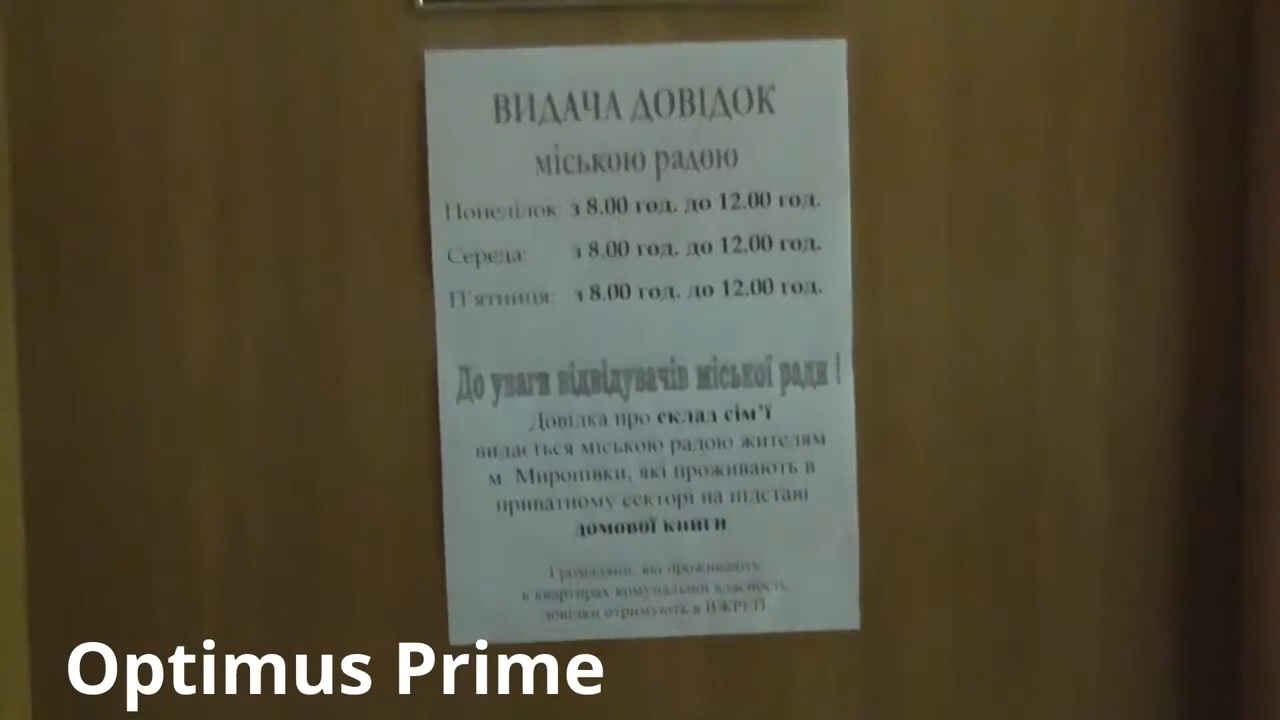 ВИДАЧА ДОВІДОК
міською радою
Понеділок: з 8.00 год. до 12.00 год.
Середа: з 8.00 год. до 12.00 год.
П'ятниця: з 8.00 год. до 12.00 год.
До уваги відвідувачів міської ради !
Довідка про склад сім'ї
видається міською радою жителям
м. Миронівки, які проживають в
приватному секторі на підставі
домової книги
Громадяни, які проживають
в квартирах комунальної власності,
довідки отримують в ВЖРЕП
Optimus Prime